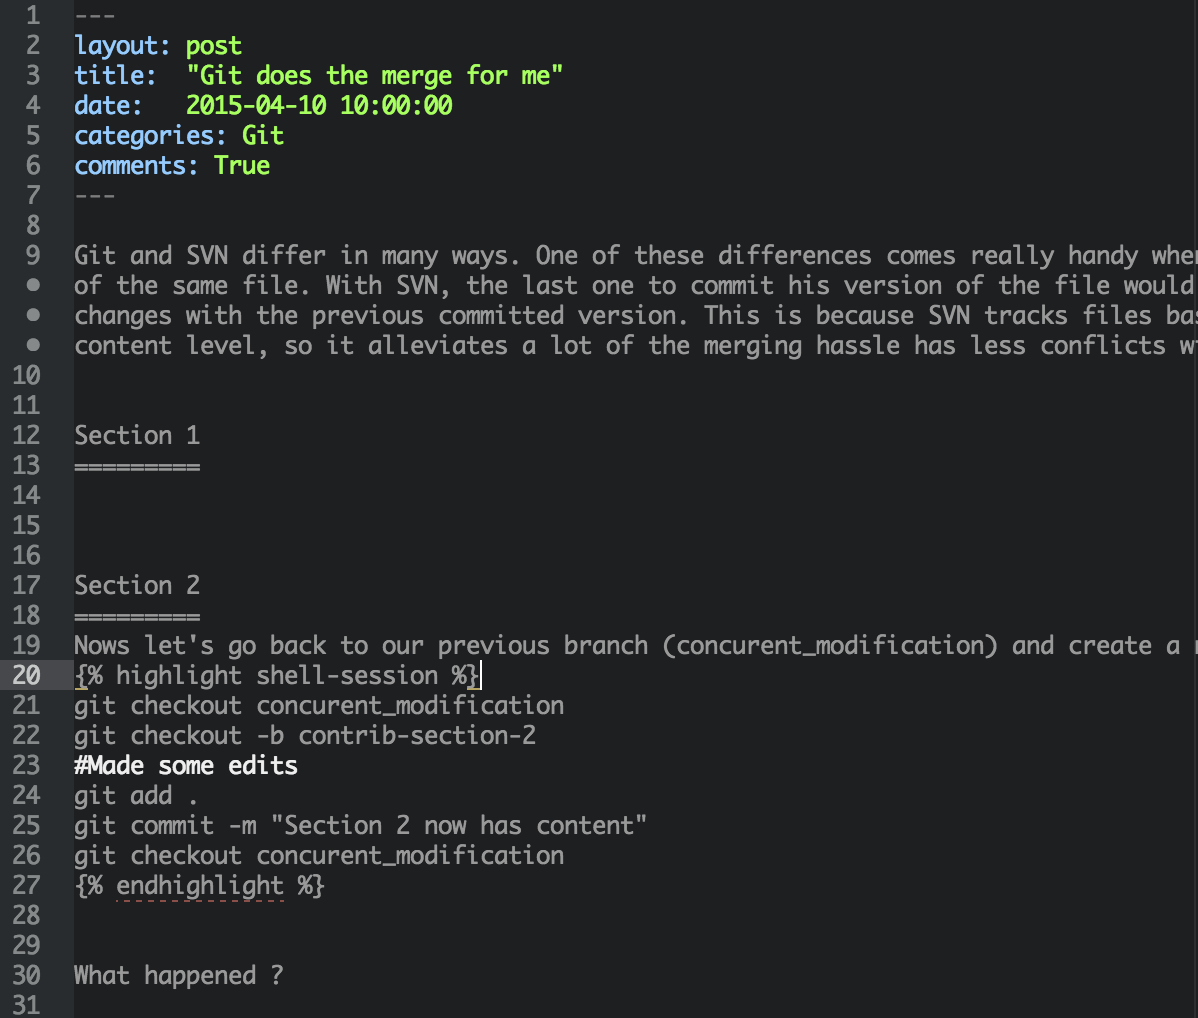 1 ---
2 layout: post
3 title:  "Git does the merge for me"
4 date:   2015-04-10 10:00:00
5 categories: Git
6 comments: True
7 ---
8
9 Git and SVN differ in many ways. One of these differences comes really handy
of the same file. With SVN, the last one to commit his version of the file would
changes with the previous committed version. This is because SVN tracks files
content level, so it alleviates a lot of the merging hassle has less conflicts
10
11
12 Section 1
13 =========
14
15
16
17 Section 2
18 =========
19 Nows let's go back to our previous branch (concurent_modification) and create a
20 {% highlight shell-session %}
21 git checkout concurent_modification
22 git checkout -b contrib-section-2
23 #Made some edits
24 git add .
25 git commit -m "Section 2 now has content"
26 git checkout concurent_modification
27 {% endhighlight %}
28
29
30 What happened ?
31